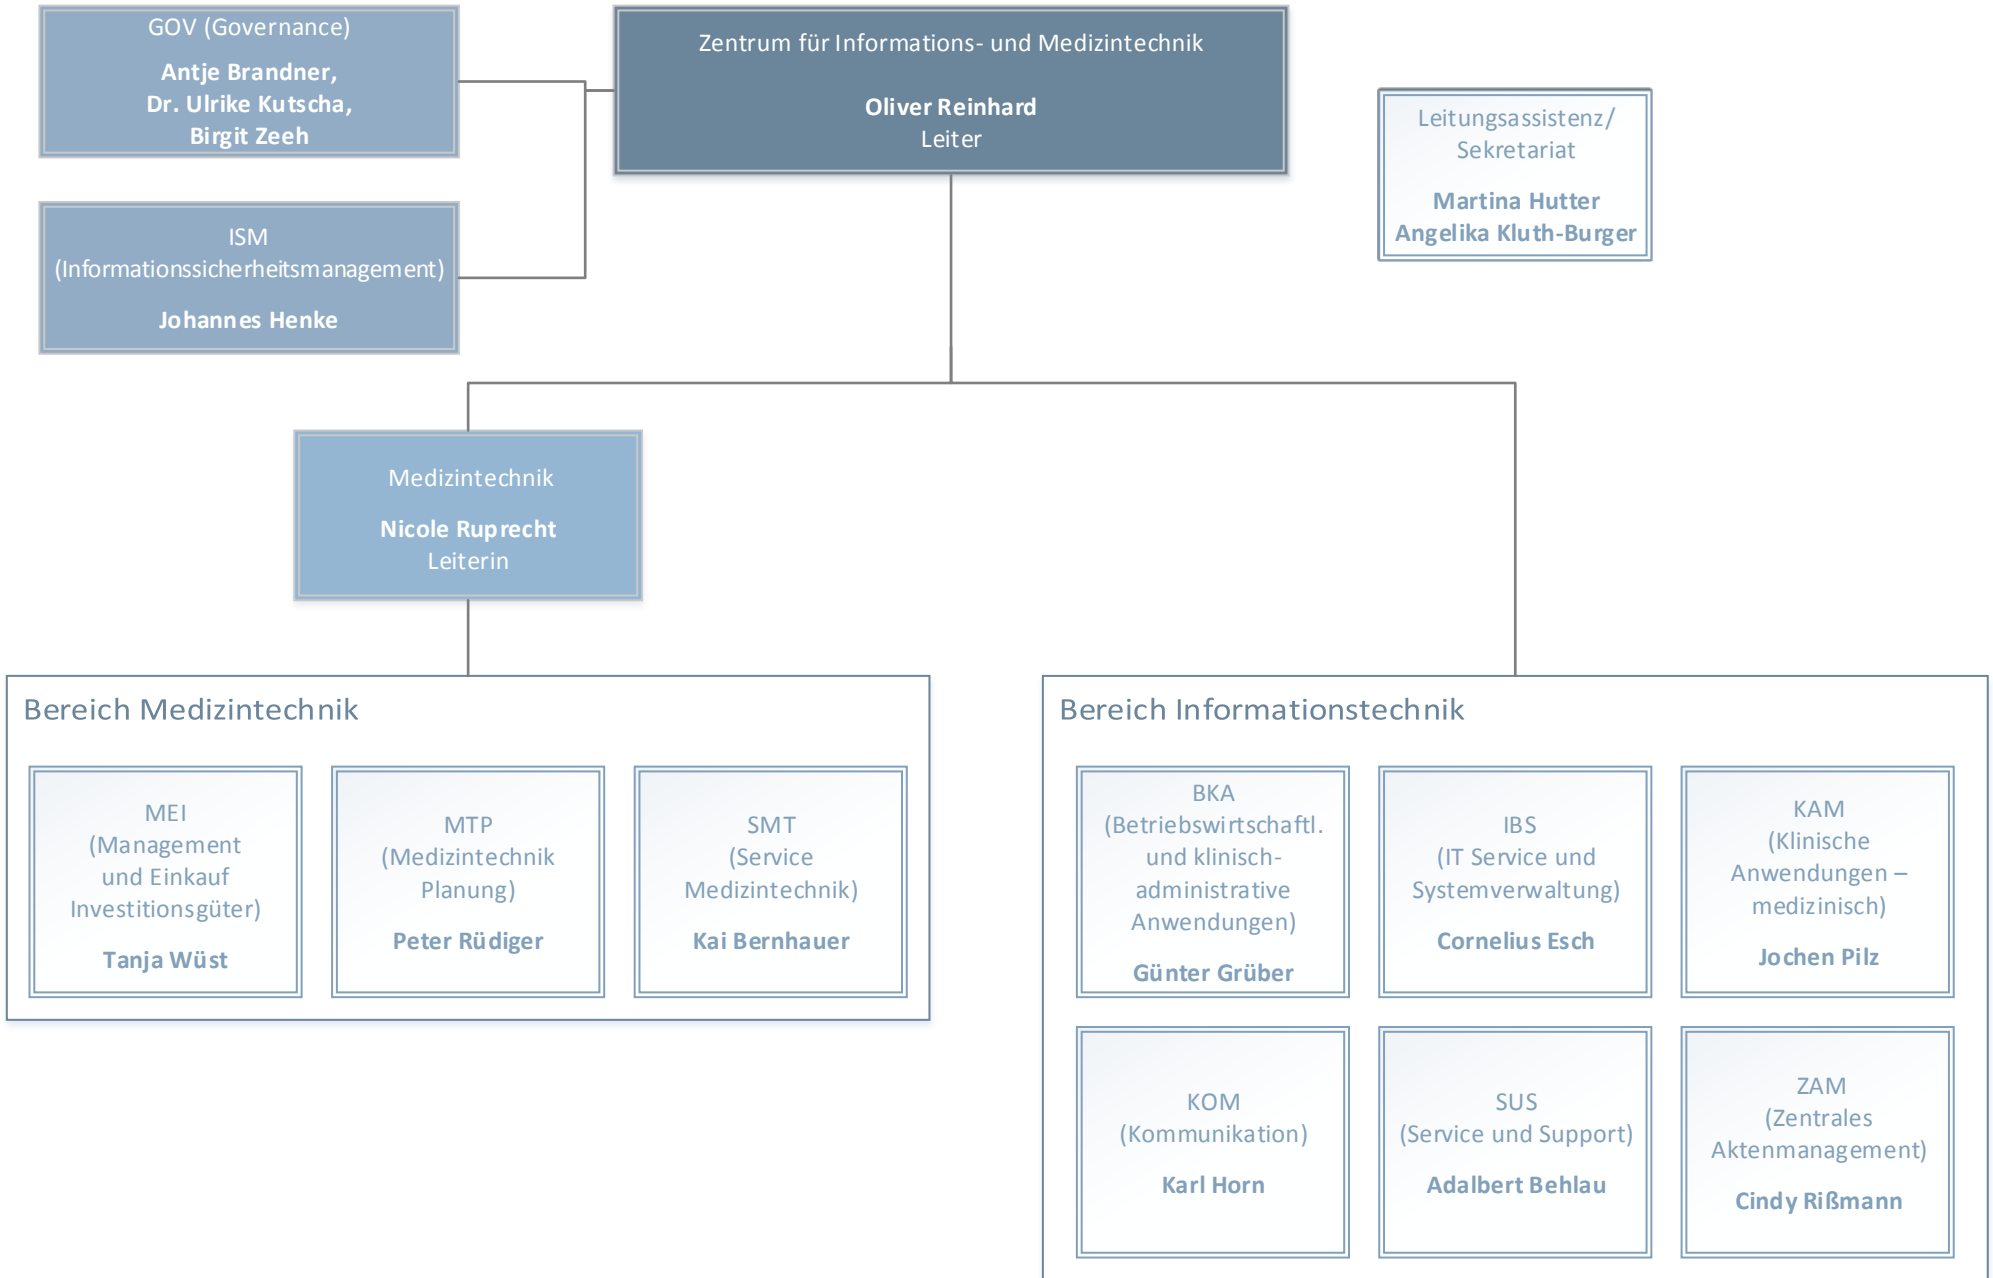 GOV (Governance)
Antje Brandner,
Dr. Ulrike Kutscha,
Birgit Zeeh
Zentrum für Informations- und Medizintechnik
Oliver Reinhard
Leiter
Leitungsassistenz/
Sekretariat
Martina Hutter
Angelika Kluth-Burger
ISM
(Informationssicherheitsmanagement)
Johannes Henke
Medizintechnik
Nicole Ruprecht
Leiterin
Bereich Medizintechnik
MEI
(Management
und Einkauf
Investitionsgüter)
Tanja Wüst
MTP
(Medizintechnik
Planung)
Peter Rüdiger
SMT
(Service
Medizintechnik)
Kai Bernhauer
Bereich Informationstechnik
BKA
(Betriebswirtschaftl.
und klinisch-
administrative
Anwendungen)
Günter Grüber
IBS
(IT Service und
Systemverwaltung)
Cornelius Esch
KAM
(Klinische
Anwendungen –
medizinisch)
Jochen Pilz
KOM
(Kommunikation)
Karl Horn
SUS
(Service und Support)
Adalbert Behlau
ZAM
(Zentrales
Aktenmanagement)
Cindy Rißmann